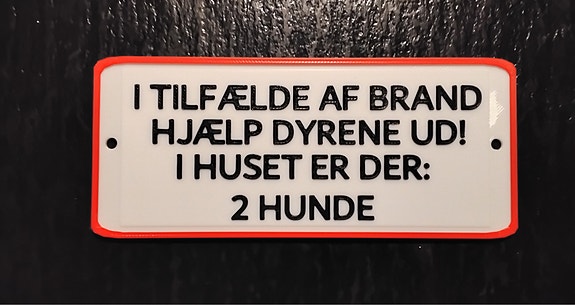 I TILFÆLDE AF BRAND
HJÆLP DYRENE UD!
I HUSET ER DER:
2 HUNDE